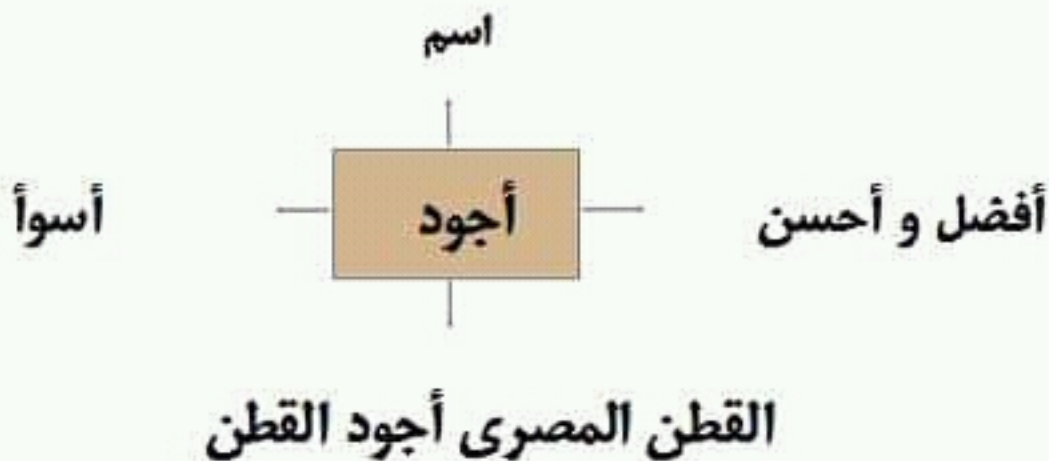 اسم
أفضل و أحسن
أجود
أسوأ
القطن المصرى أجود القطن